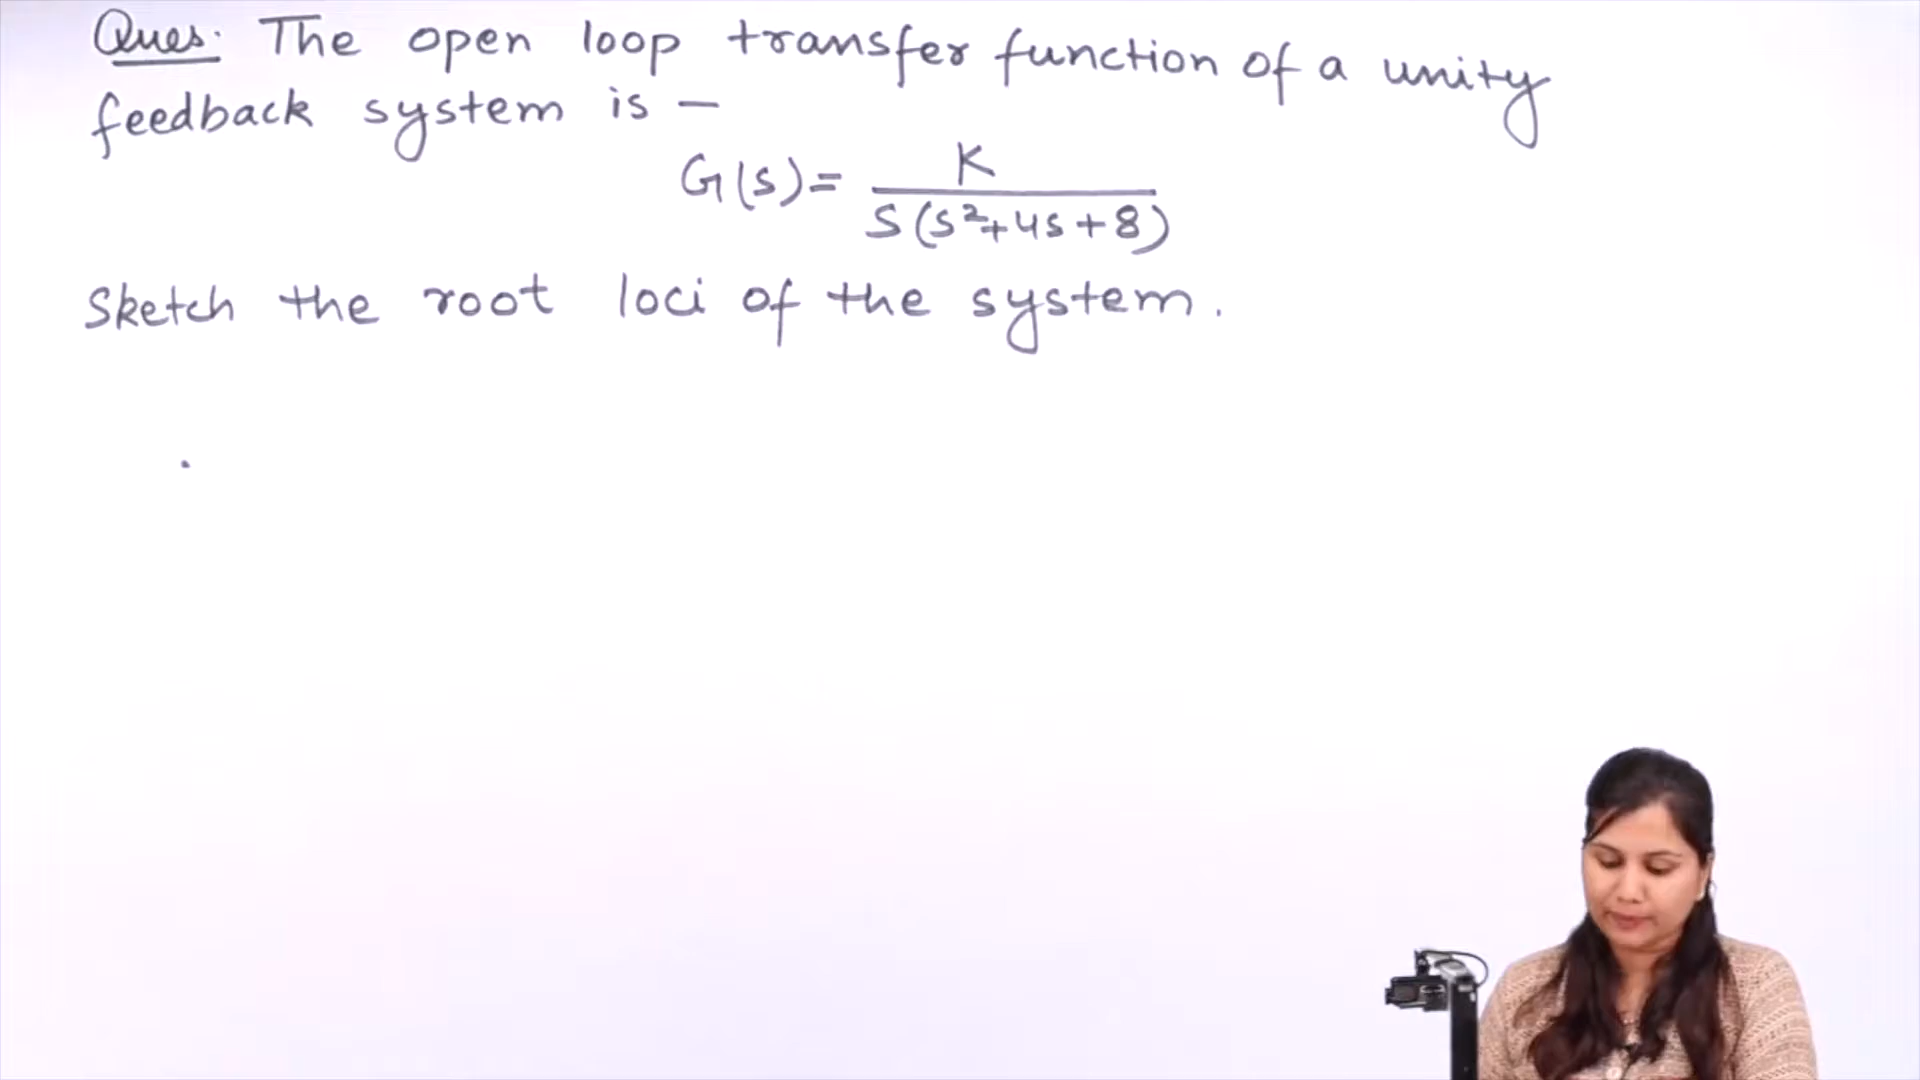 Ques. The open loop transfer function of a unity
feedback system is —
G(s) = K / S(s²+4s+8)
Sketch the root loci of the system.